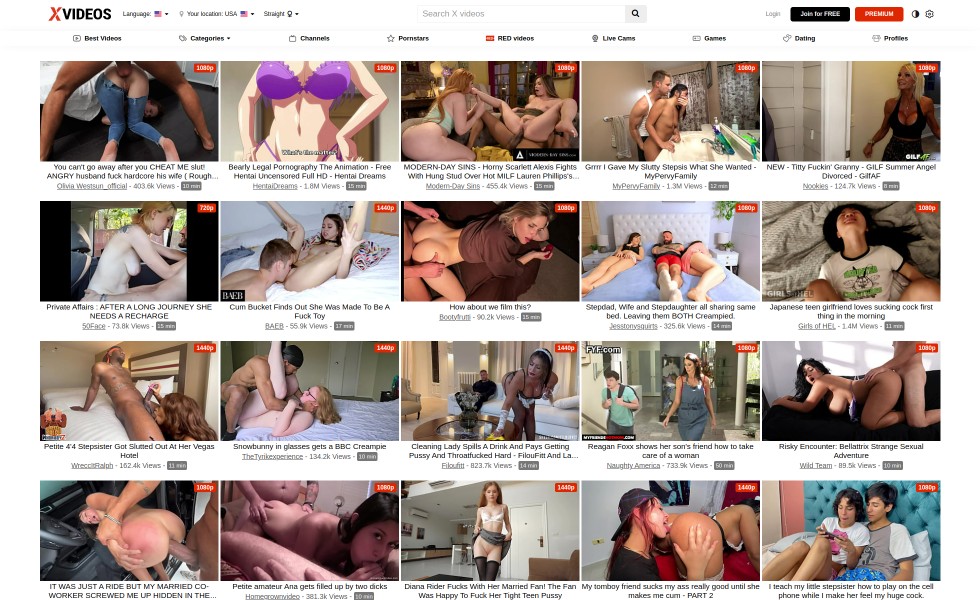 XVIDEOS
Language:
Your location: USA
Straight
Search X videos
Login
Join for FREE
PREMIUM
Best Videos
Categories
Channels
Pornstars
RED videos
Live Cams
Games
Dating
Profiles
1080p
1080p
What's the matter?
1080p
MODERN-DAY SINS
1080p
1080p
GILFAF
You can't go away after you CHEAT ME slut!
ANGRY husband fuck hardcore his wife ( Rough...
Olivia Westsun_official - 403.6k Views - 10 min
Bearly Legal Pornography The Animation - Free
Hentai Uncensored Full HD - Hentai Dreams
HentaiDreams - 1.8M Views - 15 min
MODERN-DAY SINS - Horny Scarlett Alexis Fights
With Hung Stud Over Hot MILF Lauren Phillips's...
Modern-Day Sins - 455.4k Views - 15 min
Grrr I Gave My Slutty Stepsis What She Wanted -
MyPervyFamily
MyPervyFamily - 1.3M Views - 12 min
NEW - Titty Fuckin' Granny - GILF Summer Angel
Divorced - GilfAF
Nookies - 124.7k Views - 8 min
720p
1440p
BAEB
1080p
1080p
1080p
GIRLS OF HEL
Private Affairs : AFTER A LONG JOURNEY SHE
NEEDS A RECHARGE
50Face - 73.8k Views - 15 min
Cum Bucket Finds Out She Was Made To Be A
Fuck Toy
BAEB - 55.9k Views - 17 min
How about we film this?
Bootyfrutti - 90.2k Views - 15 min
Stepdad, Wife and Stepdaughter all sharing same
bed. Leaving them BOTH Creampied.
Jesstonysquirts - 325.6k Views - 14 min
Japanese teen girlfriend loves sucking cock first
thing in the morning
Girls of HEL - 1.4M Views - 11 min
1440p
1440p
1440p
FYF.com
1080p
1080p
Petite 4'4 Stepsister Got Slutted Out At Her Vegas
Hotel
WreccItRalph - 162.4k Views - 11 min
Snowbunny in glasses gets a BBC Creampie
TheTyrikexperience - 134.2k Views - 10 min
Cleaning Lady Spills A Drink And Pays Getting
Pussy And Throatfucked Hard - FilouFitt And La...
Filoufitt - 823.7k Views - 14 min
Reagan Foxx shows her son's friend how to take
care of a woman
Naughty America - 733.9k Views - 50 min
Risky Encounter: Bellatrix Strange Sexual
Adventure
Wild Team - 89.5k Views - 10 min
1080p
1080p
1440p
1440p
1080p
IT WAS JUST A RIDE BUT MY MARRIED CO-
WORKER SCREWED ME UP HIDDEN IN THE...
Petite amateur Ana gets filled up by two dicks
Homegrownvideo - 381.3k Views - 10 min
Diana Rider Fucks With Her Married Fan! The Fan
Was Happy To Fuck Her Tight Teen Pussy
My tomboy friend sucks my ass really good until she
makes me cum - PART 2
I teach my little stepsister how to play on the cell
phone while I make her feel my huge cock.